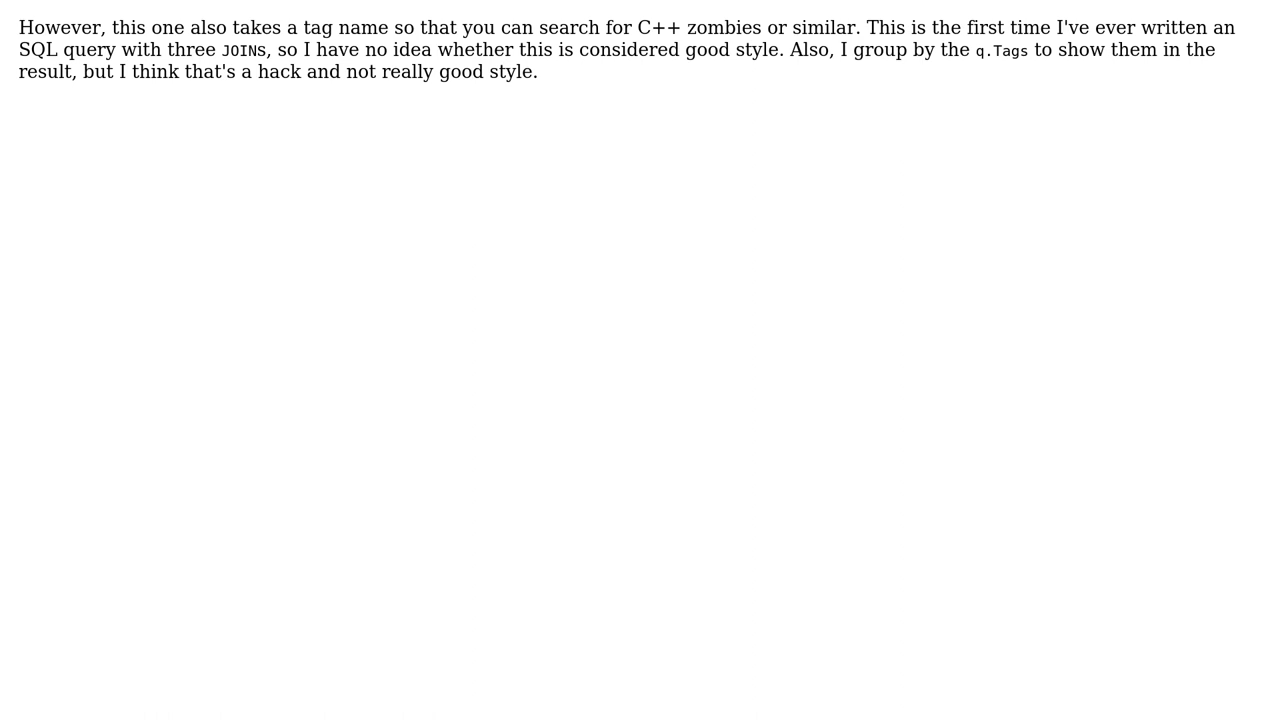 However, this one also takes a tag name so that you can search for C++ zombies or similar. This is the first time I've ever written an
SQL query with three JOINs, so I have no idea whether this is considered good style. Also, I group by the q.Tags to show them in the
result, but I think that's a hack and not really good style.